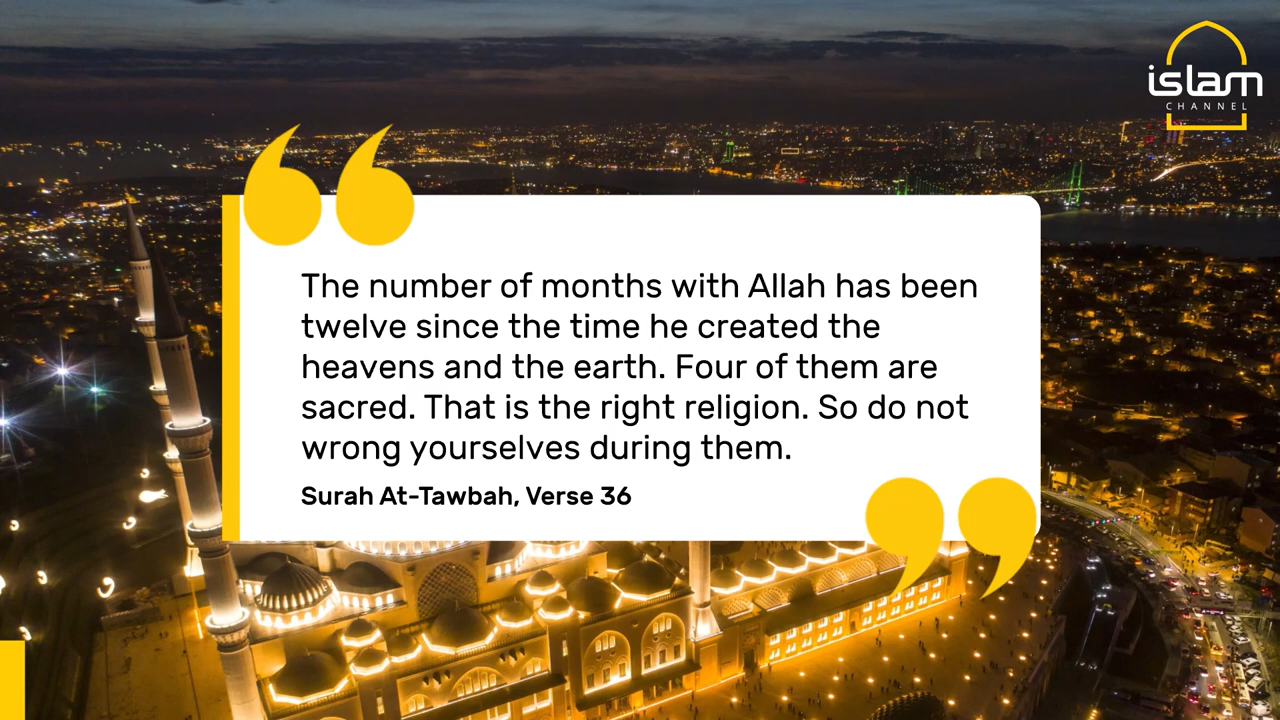 islam
CHANNEL
The number of months with Allah has been
twelve since the time he created the
heavens and the earth. Four of them are
sacred. That is the right religion. So do not
wrong yourselves during them.
Surah At-Tawbah, Verse 36